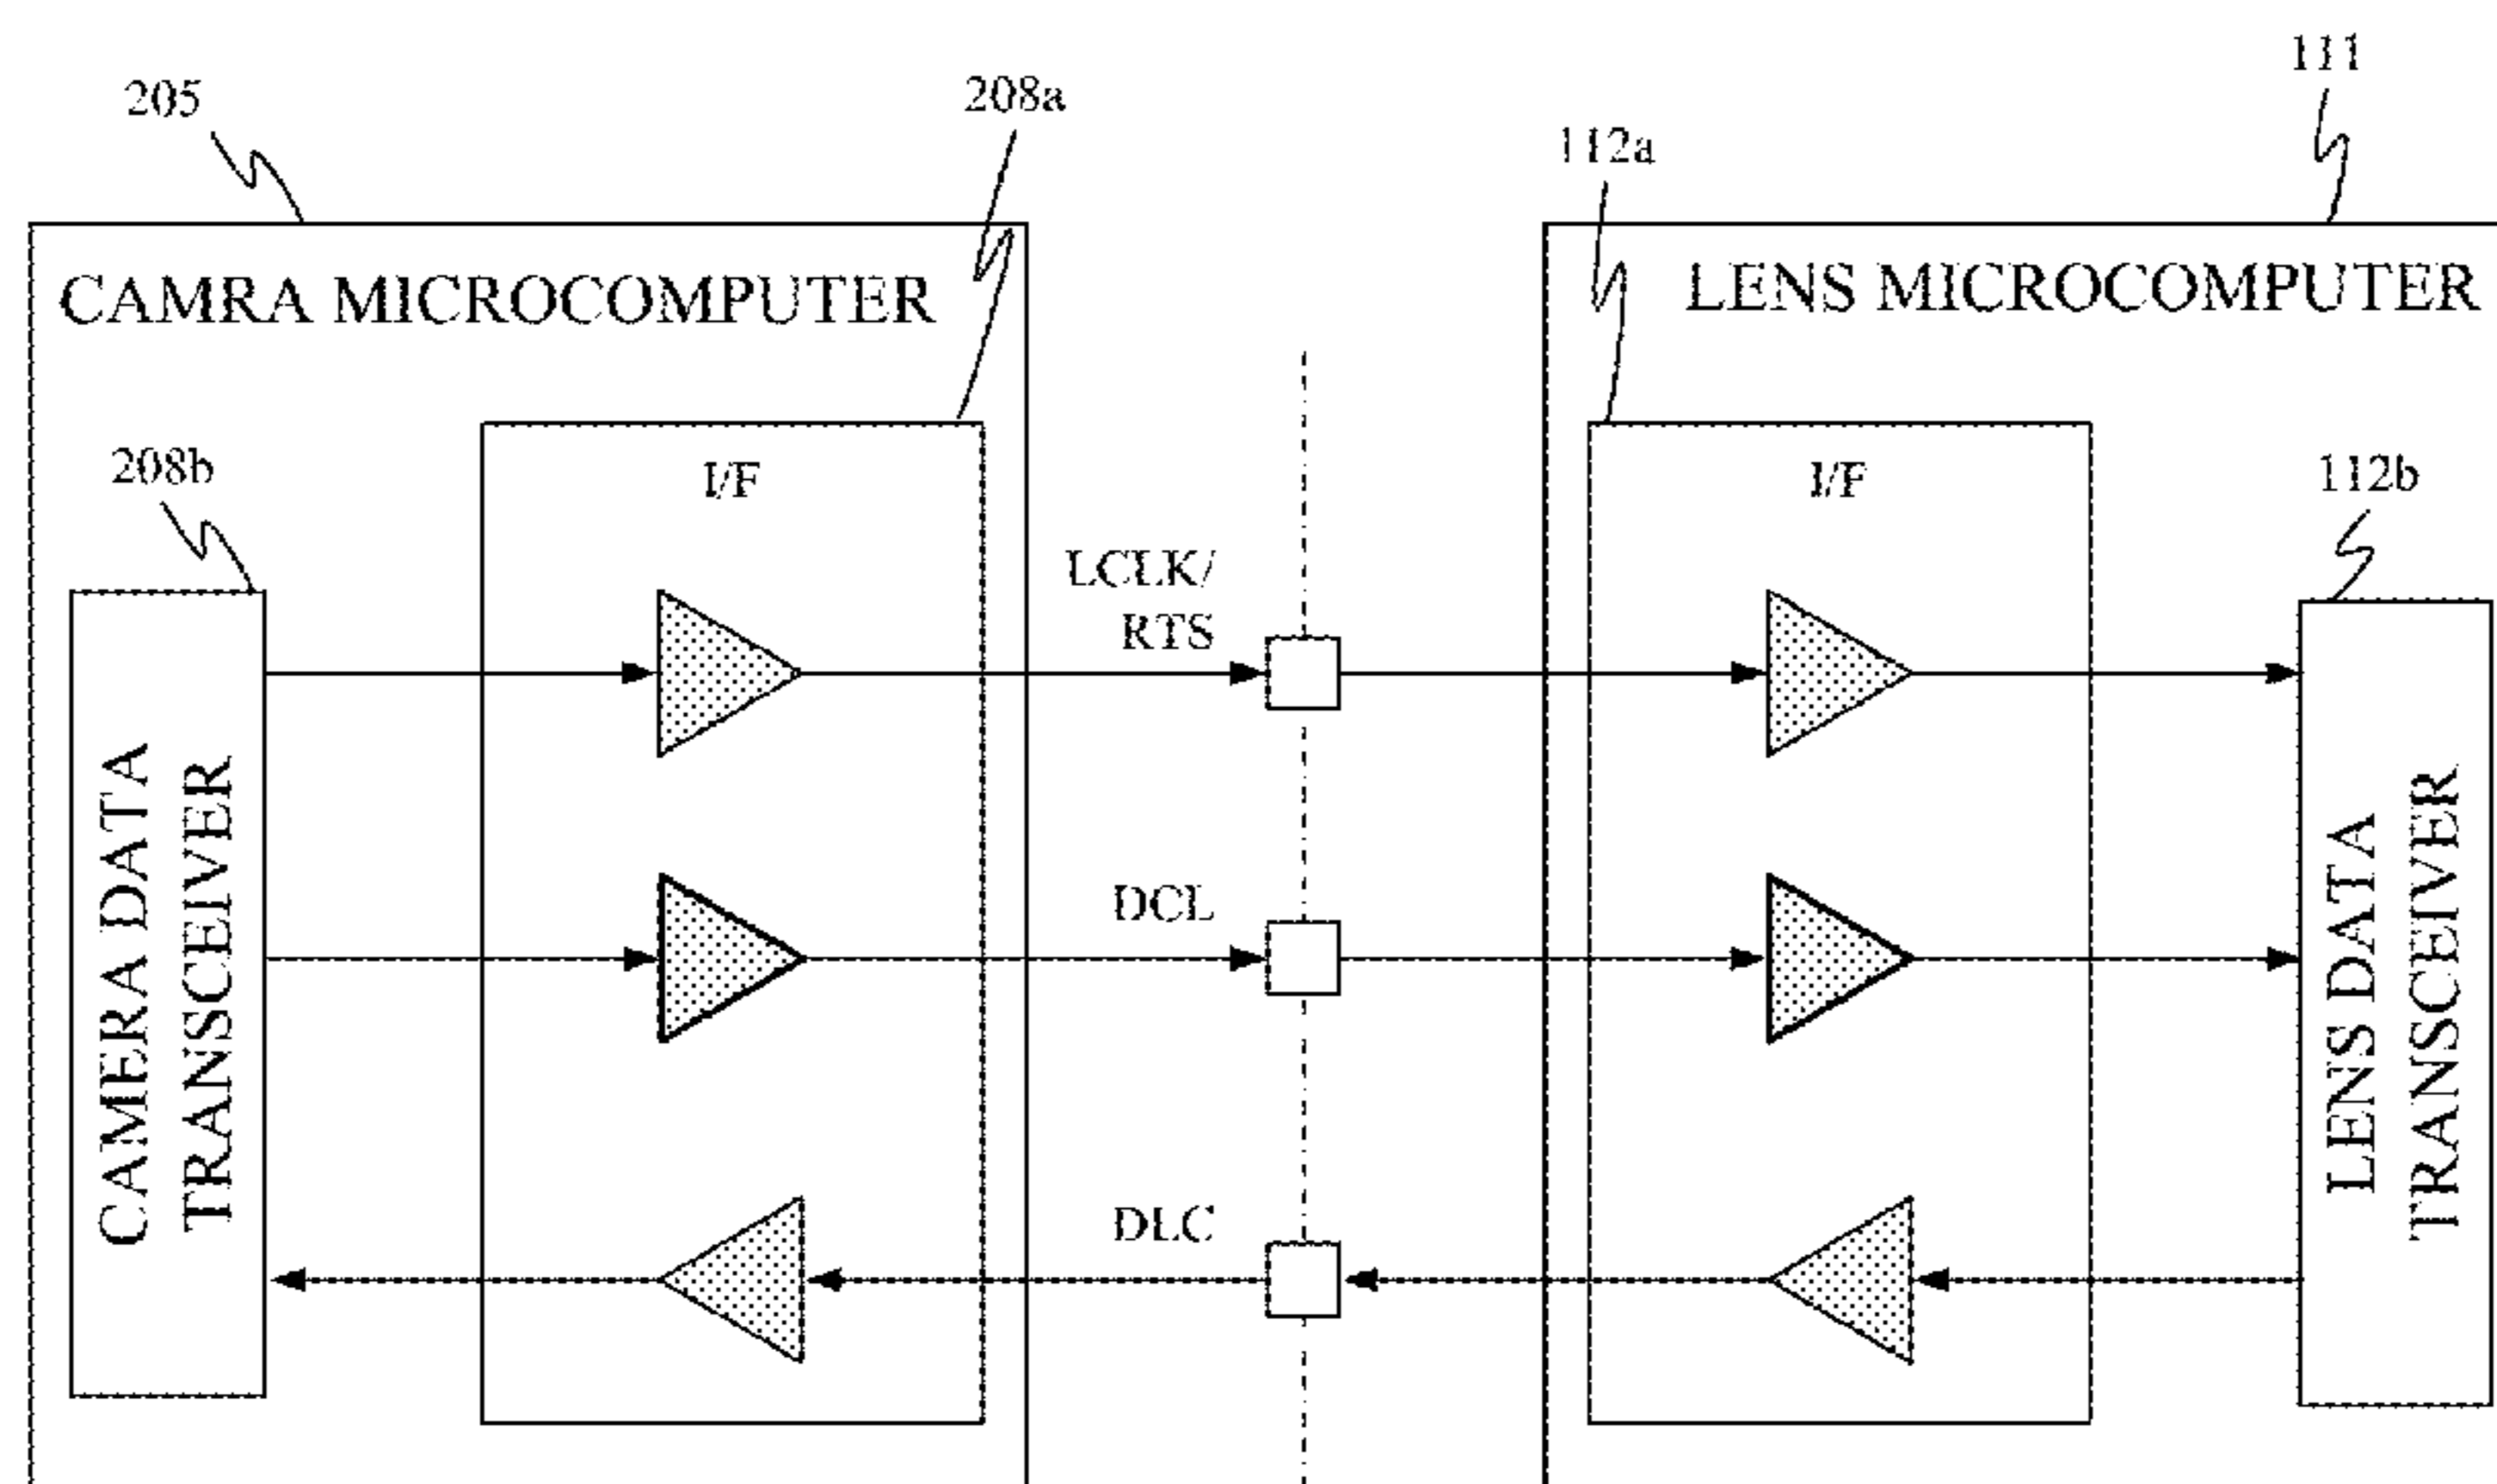 205
208a
112a
111
CAMRA MICROCOMPUTER
LENS MICROCOMPUTER
208b
I/F
I/F
112b
LCLK/
RTS
DCL
DLC
CAMERA DATA
TRANSCEIVER
LENS DATA
TRANSCEIVER